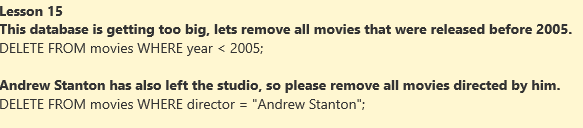 Lesson 15
This database is getting too big, lets remove all movies that were released before 2005.
DELETE FROM movies WHERE year < 2005;
Andrew Stanton has also left the studio, so please remove all movies directed by him.
DELETE FROM movies WHERE director = "Andrew Stanton";